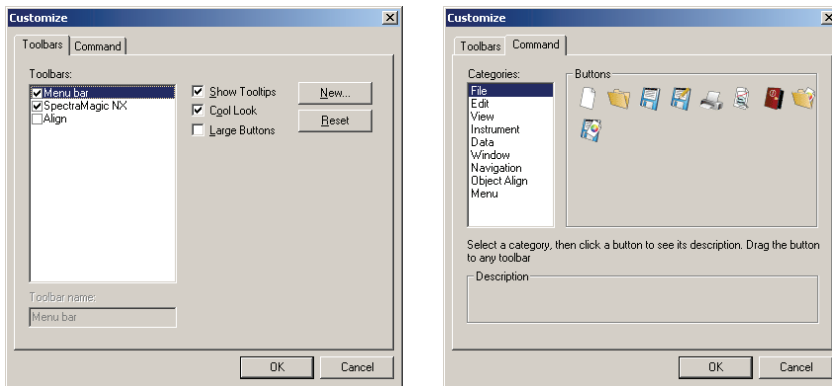 Customize
Toolbars
Command
Toolbars:
Menu bar
SpectraMagic NX
Align
Show Tooltips
Cool Look
Large Buttons
New...
Reset
Toolbar name:
Menu bar
OK
Cancel
Customize
Toolbars
Command
Categories:
File
Edit
View
Instrument
Data
Window
Navigation
Object Align
Menu
Buttons
Select a category, then click a button to see its description. Drag the button
to any toolbar
Description
OK
Cancel